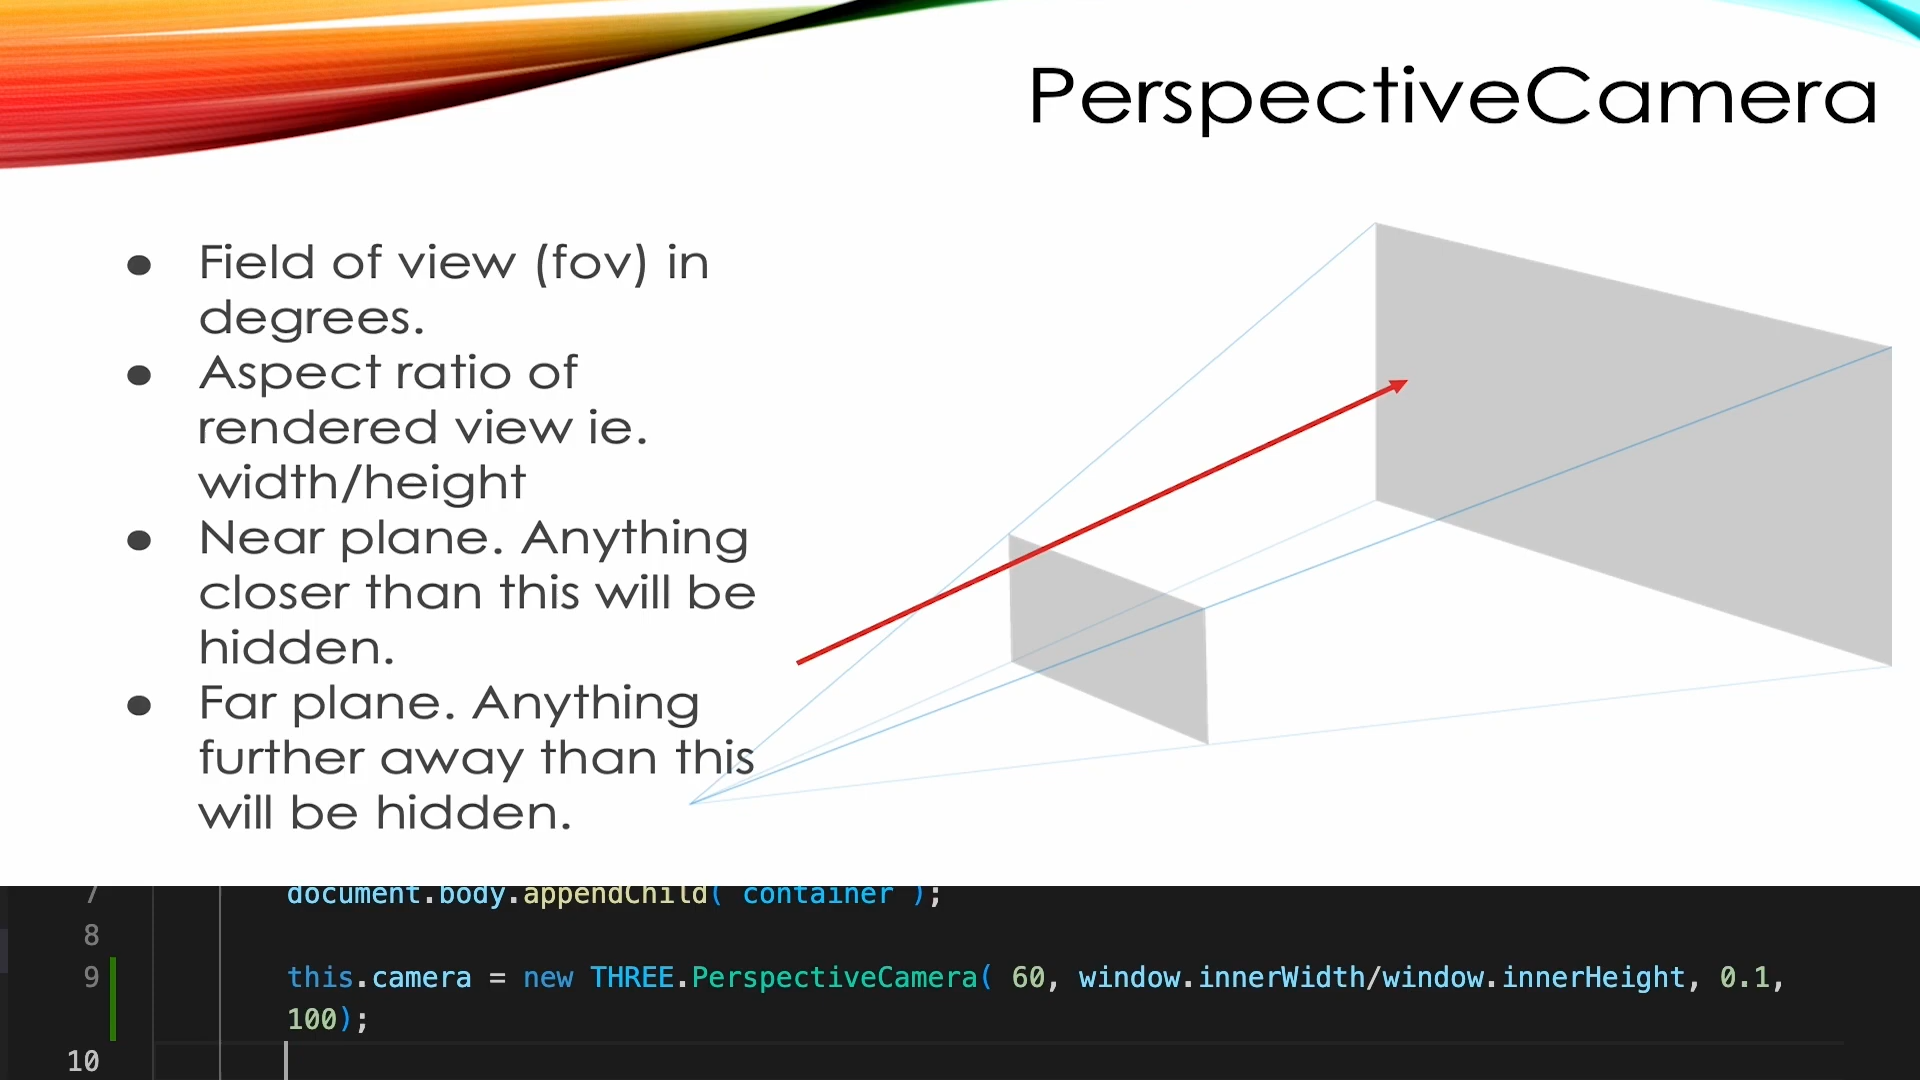 PerspectiveCamera
● Field of view (fov) in
degrees.
● Aspect ratio of
rendered view ie.
width/height
● Near plane. Anything
closer than this will be
hidden.
● Far plane. Anything
further away than this
will be hidden.
7 document.body.appendChild( container );
8
9 this.camera = new THREE.PerspectiveCamera( 60, window.innerWidth/window.innerHeight, 0.1,
100);
10